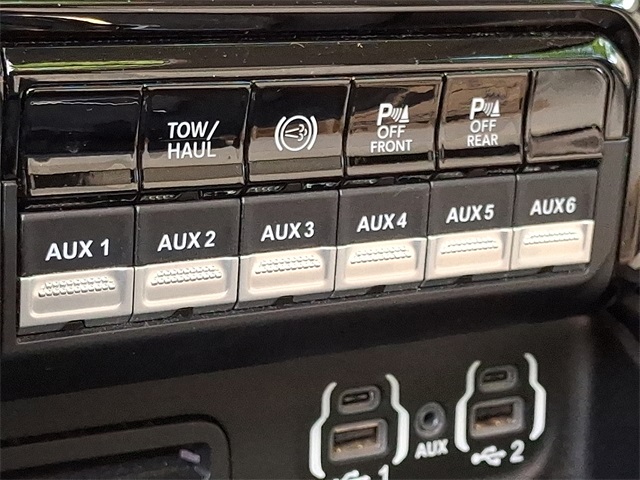 TOW/
HAUL
P
OFF
FRONT
P
OFF
REAR
AUX 1
AUX 2
AUX 3
AUX 4
AUX 5
AUX 6
1
AUX
2